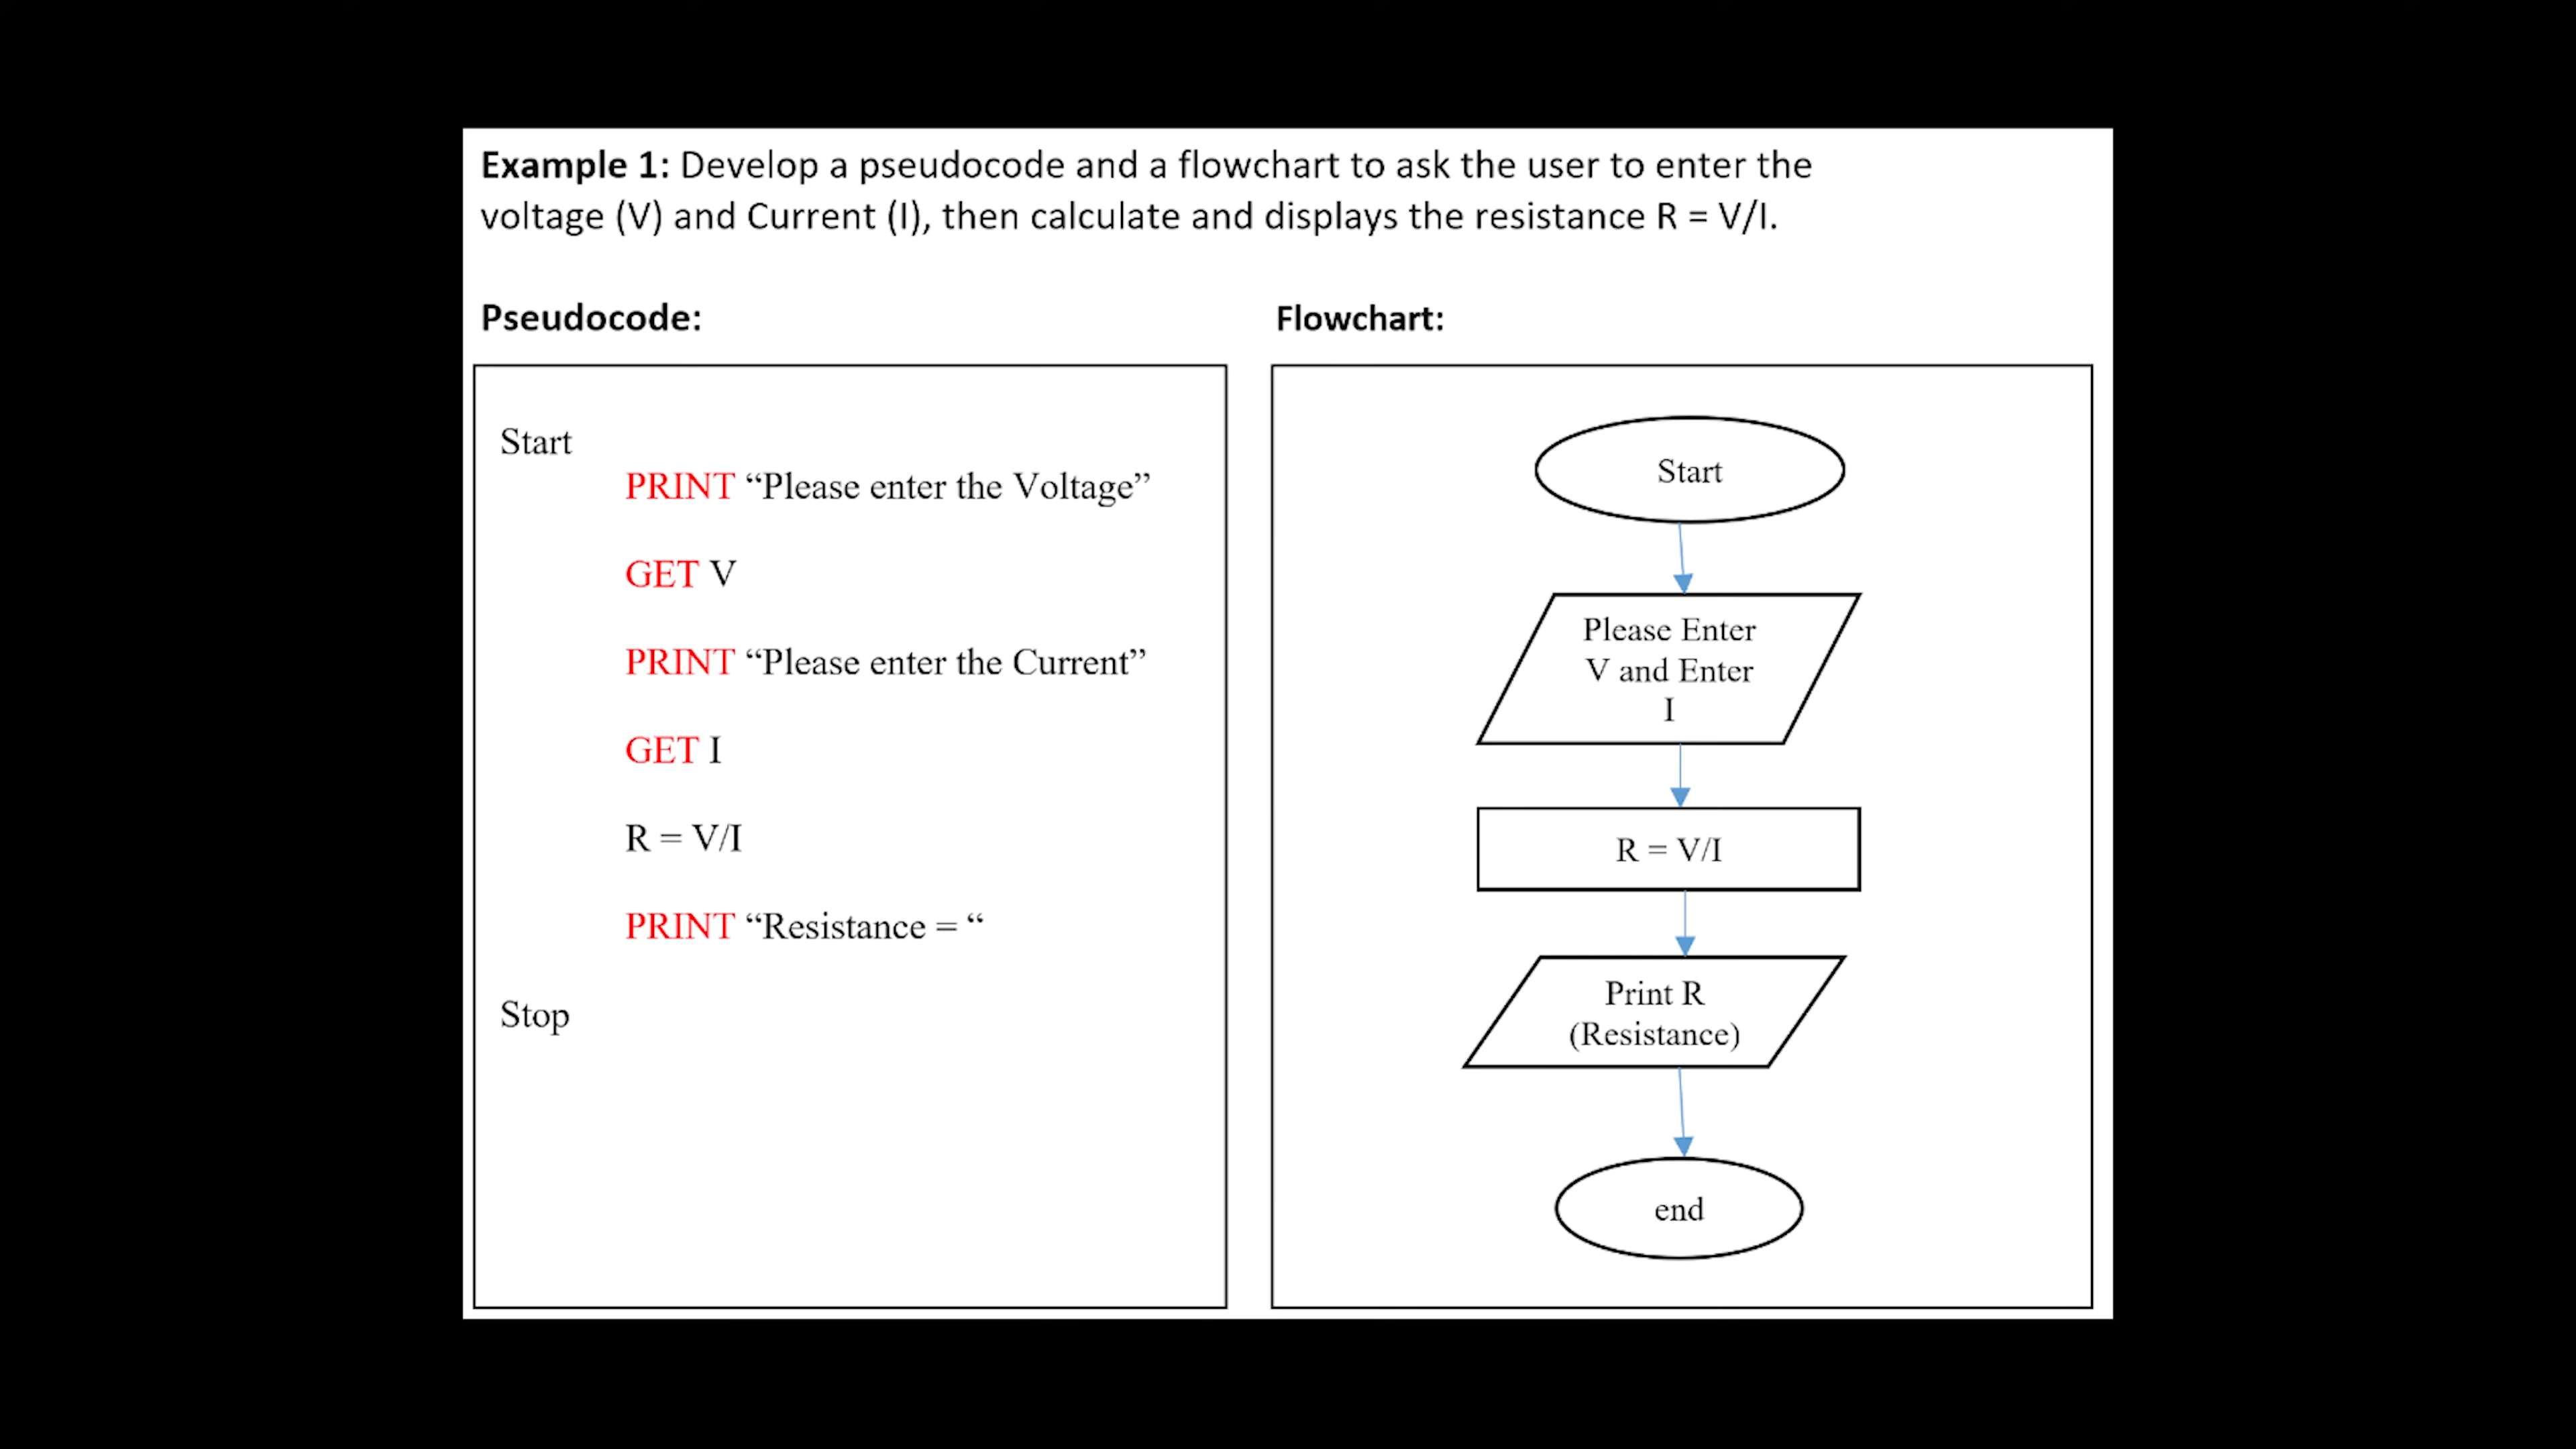 Example 1: Develop a pseudocode and a flowchart to ask the user to enter the
voltage (V) and Current (I), then calculate and displays the resistance R = V/I.
Pseudocode:
Start
PRINT “Please enter the Voltage”
GET V
PRINT “Please enter the Current”
GET I
R = V/I
PRINT “Resistance = “
Stop
Flowchart:
Start
Please Enter
V and Enter
I
R = V/I
Print R
(Resistance)
end